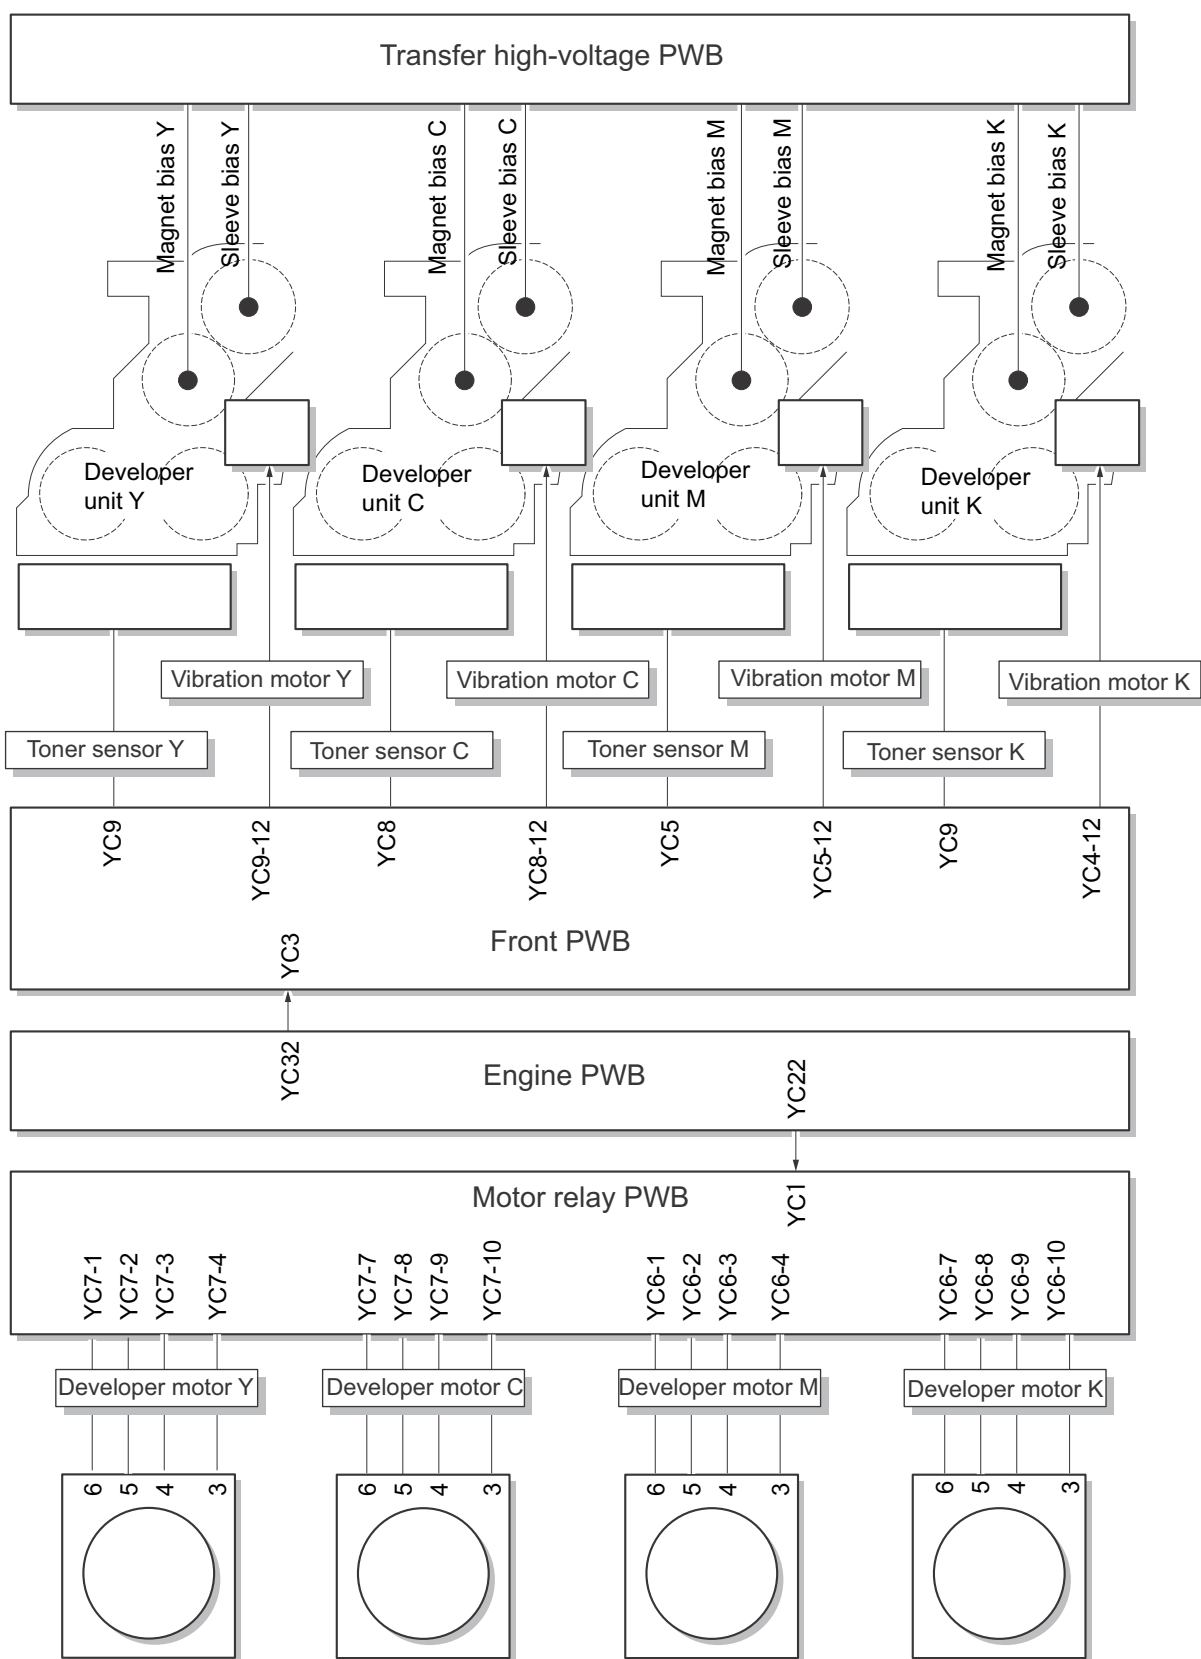 Transfer high-voltage PWB
Magnet bias Y
Sleeve bias Y
Magnet bias C
Sleeve bias C
Magnet bias M
Sleeve bias M
Magnet bias K
Sleeve bias K
Developer
unit Y
Developer
unit C
Developer
unit M
Developer
unit K
Vibration motor Y
Vibration motor C
Vibration motor M
Vibration motor K
Toner sensor Y
Toner sensor C
Toner sensor M
Toner sensor K
YC9
YC9-12
YC8
YC8-12
YC5
YC5-12
YC9
YC4-12
YC3
Front PWB
YC32
Engine PWB
YC22
Motor relay PWB
YC1
YC7-1
YC7-2
YC7-3
YC7-4
YC7-7
YC7-8
YC7-9
YC7-10
YC6-1
YC6-2
YC6-3
YC6-4
YC6-7
YC6-8
YC6-9
YC6-10
Developer motor Y
Developer motor C
Developer motor M
Developer motor K
6
5
4
3
6
5
4
3
6
5
4
3
6
5
4
3